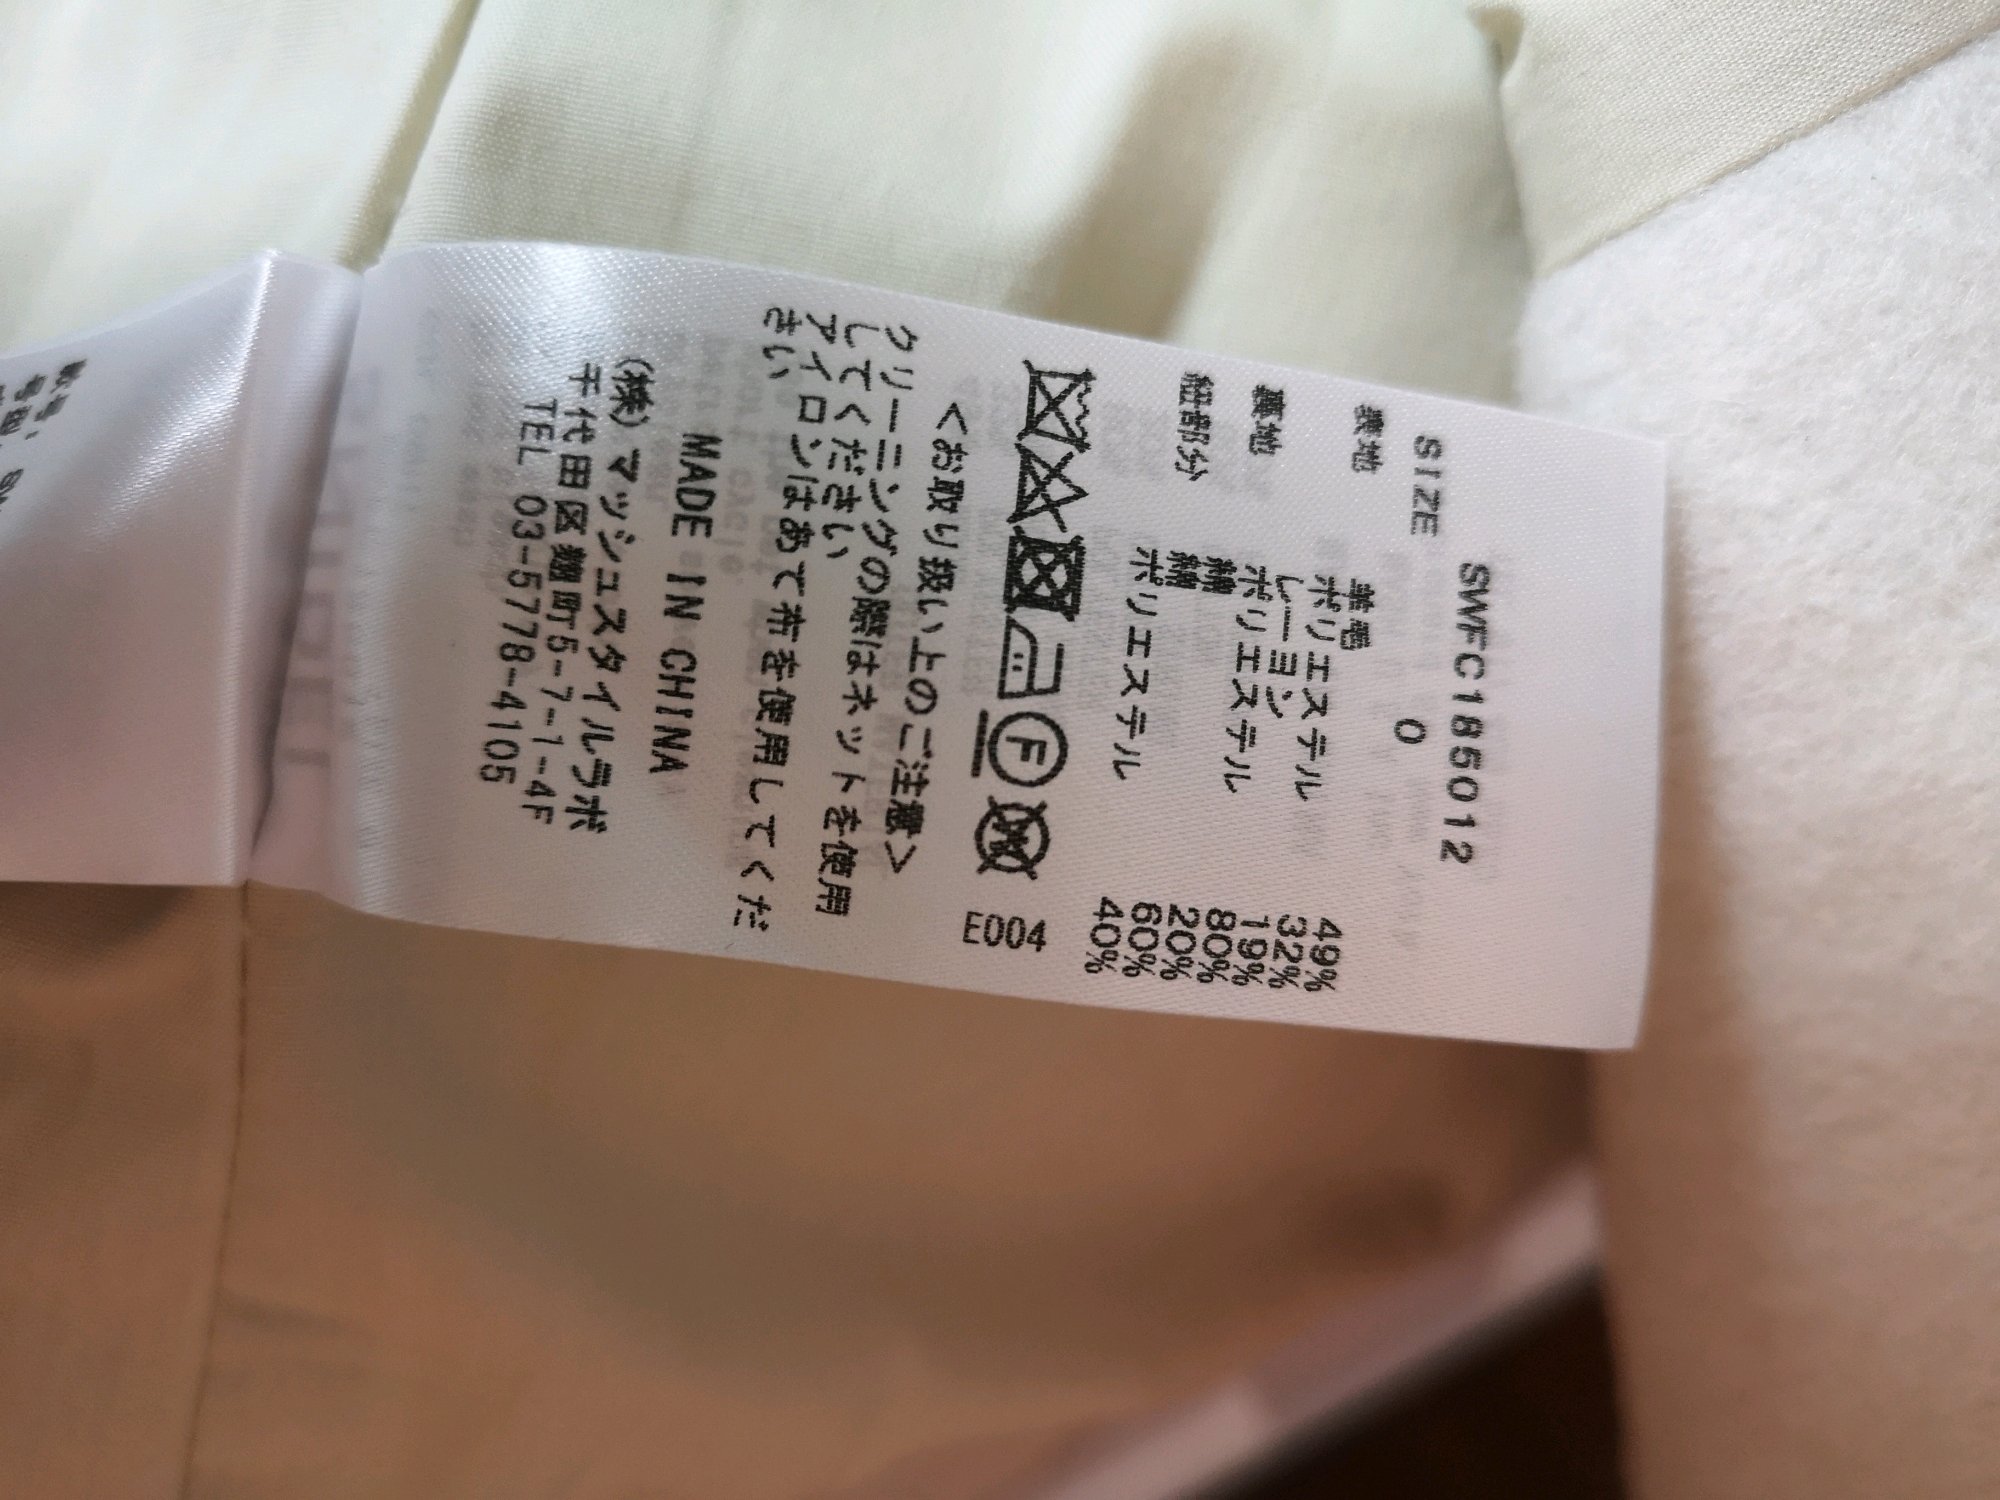 SWFC185012
SIZE 0
表地 羊毛 49%
ポリエステル 32%
レーヨン 19%
裏地 ポリエステル 80%
綿 20%
紐部分 綿 60%
ポリエステル 40%
F W E004
<お取り扱い上のご注意>
クリーニングの際はネットを使用
してください
アイロンはあて布を使用してくだ
さい
MADE IN CHINA
(株)マッシュスタイルラボ
千代田区麹町5-7-1-4F
TEL 03-5778-4105
款号: